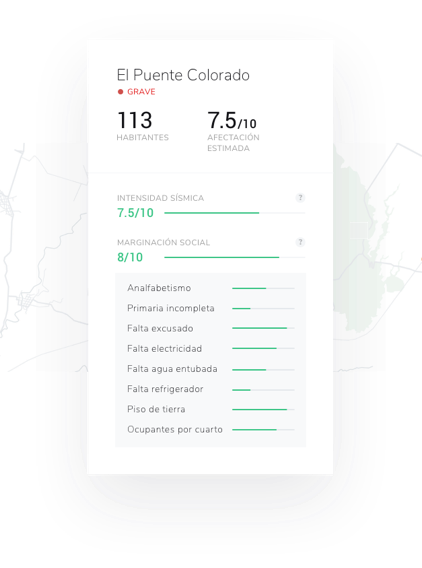 El Puente Colorado
GRAVE
113
HABITANTES
7.5/10
AFECTACIÓN
ESTIMADA
INTENSIDAD SÍSMICA
?
7.5/10
MARGINACIÓN SOCIAL
?
8/10
Analfabetismo
Primaria incompleta
Falta excusado
Falta electricidad
Falta agua entubada
Falta refrigerador
Piso de tierra
Ocupantes por cuarto